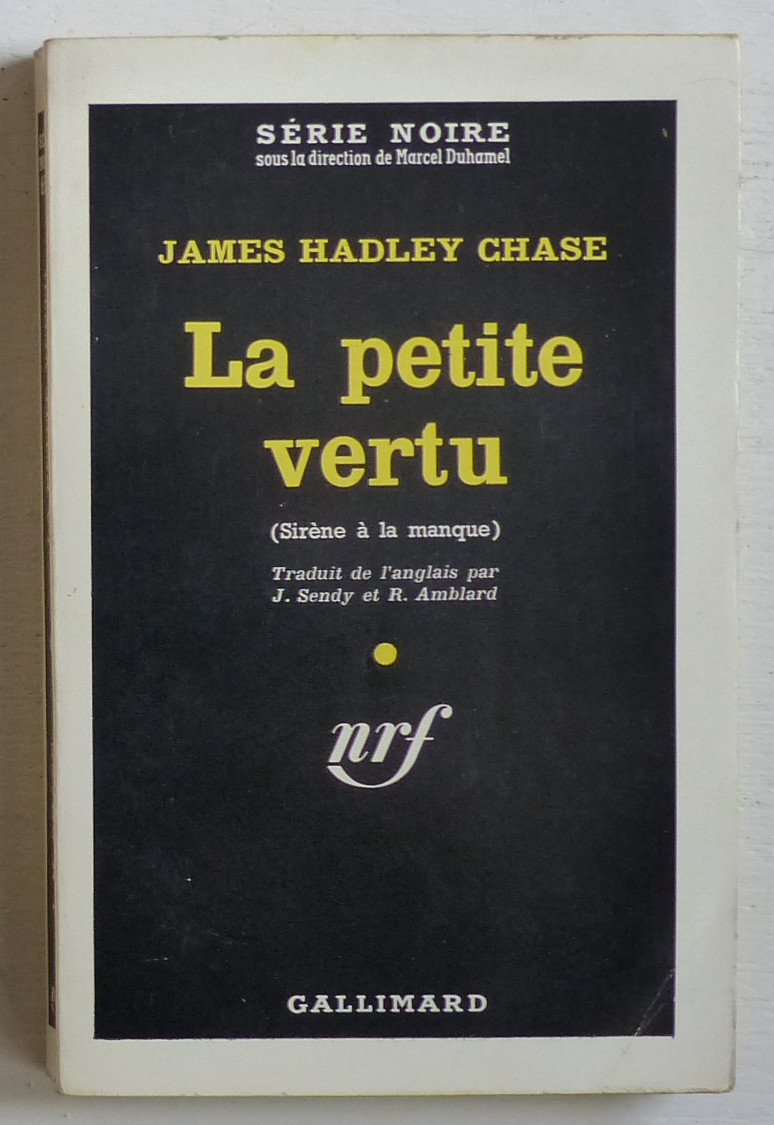 SÉRIE NOIRE
sous la direction de Marcel Duhamel
JAMES HADLEY CHASE
La petite
vertu
(Sirène à la manque)
Traduit de l'anglais par
J. Sendy et R. Amblard
nrf
GALLIMARD